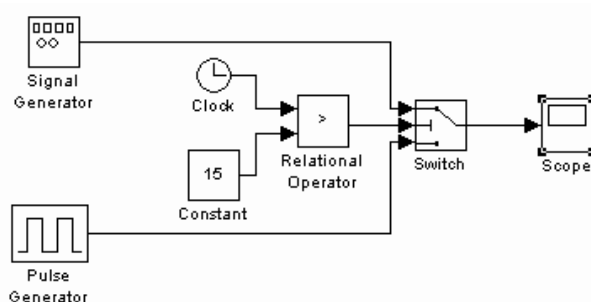 Signal
Generator
Clock
>
Relational
Operator
15
Constant
Switch
Scope
Pulse
Generator